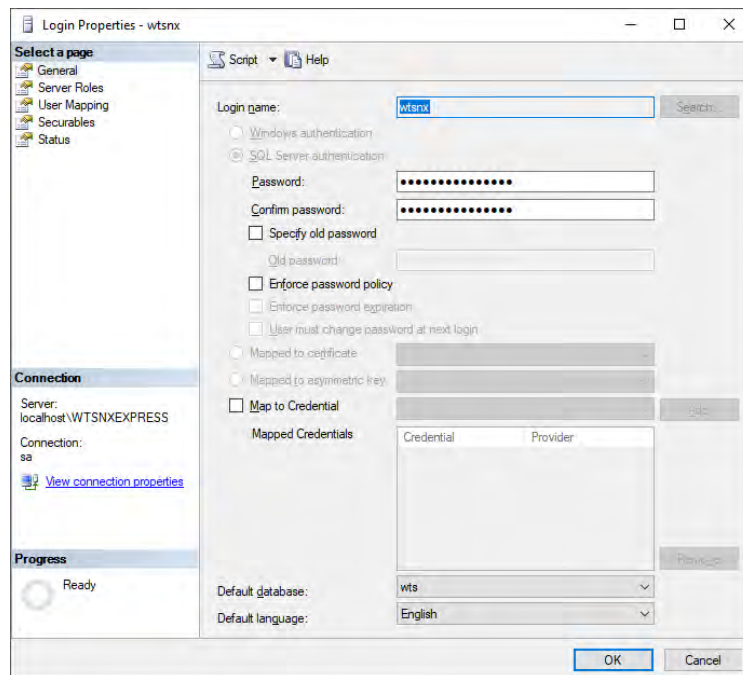 Login Properties - wtsnx
Select a page
General
Server Roles
User Mapping
Securables
Status
Script
Help
Login name:
wtsnx
Search...
Windows authentication
SQL Server authentication
Password:
●●●●●●●●●●●●●●●
Confirm password:
●●●●●●●●●●●●●●●
Specify old password
Old password
Enforce password policy
Enforce password expiration
User must change password at next login
Mapped to certificate
Mapped to asymmetric key
Map to Credential
Add
Mapped Credentials
Credential Provider
Remove
Default database:
wts
Default language:
English
Connection
Server:
localhost\WTSNXEXPRESS
Connection:
sa
View connection properties
Progress
Ready
OK
Cancel